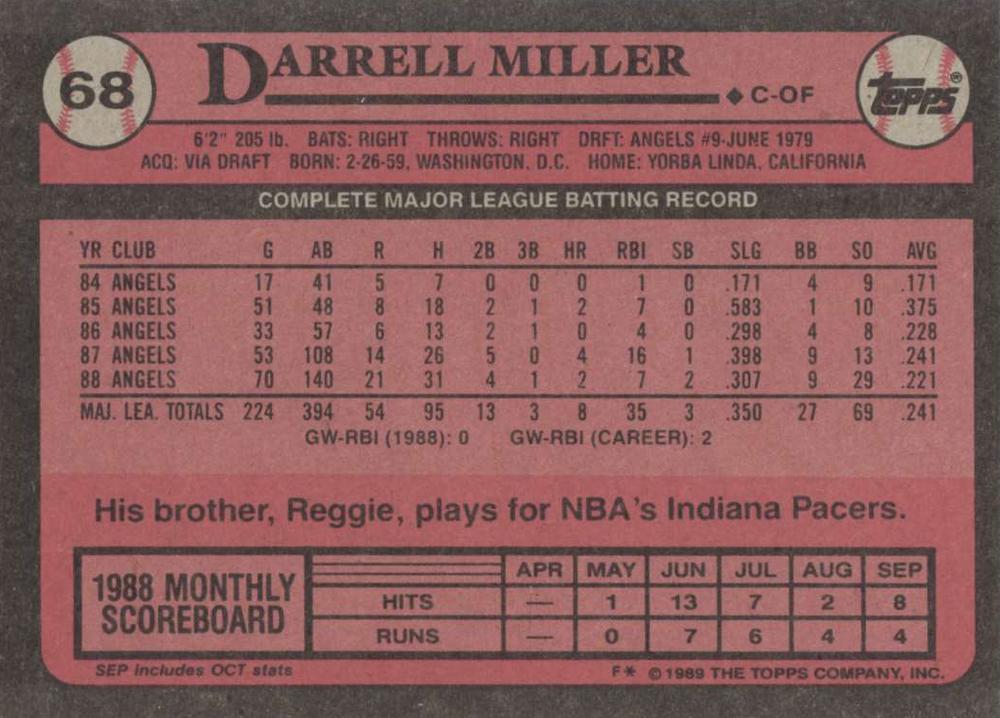 68
DARRELL MILLER
◆ C-OF
TOPPS®
6'2" 205 lb. BATS: RIGHT THROWS: RIGHT DRFT: ANGELS #9-JUNE 1979
ACQ: VIA DRAFT BORN: 2-26-59, WASHINGTON, D.C. HOME: YORBA LINDA, CALIFORNIA
COMPLETE MAJOR LEAGUE BATTING RECORD
YR CLUB G AB R H 2B 3B HR RBI SB SLG BB SO AVG
84 ANGELS 17 41 5 7 0 0 0 1 0 .171 4 9 .171
85 ANGELS 51 48 8 18 2 1 2 7 0 .583 1 10 .375
86 ANGELS 33 57 6 13 2 1 0 4 0 .298 4 8 .228
87 ANGELS 53 108 14 26 5 0 4 16 1 .398 9 13 .241
88 ANGELS 70 140 21 31 4 1 2 7 2 .307 9 29 .221
MAJ. LEA. TOTALS 224 394 54 95 13 3 8 35 3 .350 27 69 .241
GW-RBI (1988): 0 GW-RBI (CAREER): 2
His brother, Reggie, plays for NBA's Indiana Pacers.
1988 MONTHLY
SCOREBOARD
APR MAY JUN JUL AUG SEP
HITS — 1 13 7 2 8
RUNS — 0 7 6 4 4
SEP includes OCT stats
F* © 1989 THE TOPPS COMPANY, INC.